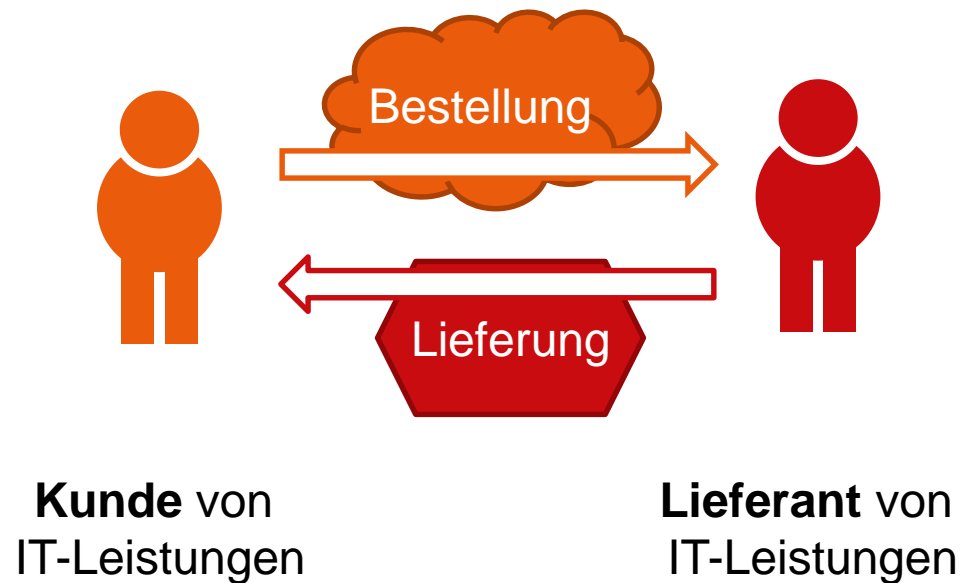 Bestellung
Lieferung
Kunde von
IT-Leistungen
Lieferant von
IT-Leistungen